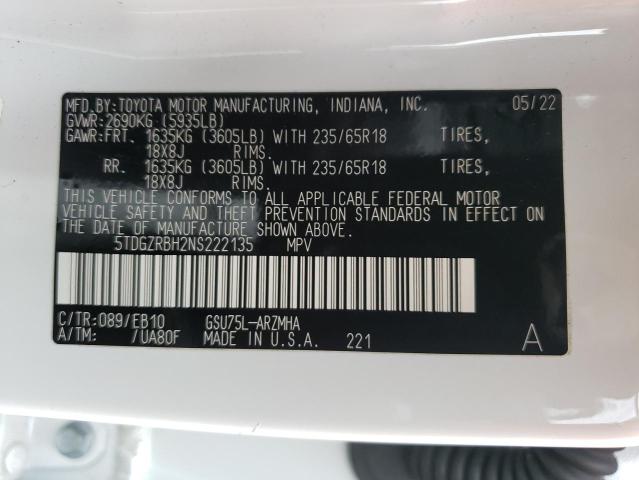 MFD.BY:TOYOTA MOTOR MANUFACTURING, INDIANA, INC. 05/22
GVWR:2690KG (5935LB)
GAWR:FRT. 1635KG (3605LB) WITH 235/65R18 TIRES,
18X8J RIMS.
RR. 1635KG (3605LB) WITH 235/65R18 TIRES,
18X8J RIMS.
THIS VEHICLE CONFORMS TO ALL APPLICABLE FEDERAL MOTOR
VEHICLE SAFETY AND THEFT PREVENTION STANDARDS IN EFFECT ON
THE DATE OF MANUFACTURE SHOWN ABOVE.
5TDGZRBH2NS222135 MPV
C/TR:089/EB10 GSU75L-ARZMHA
A/TM: /UA80F MADE IN U.S.A. 221 A